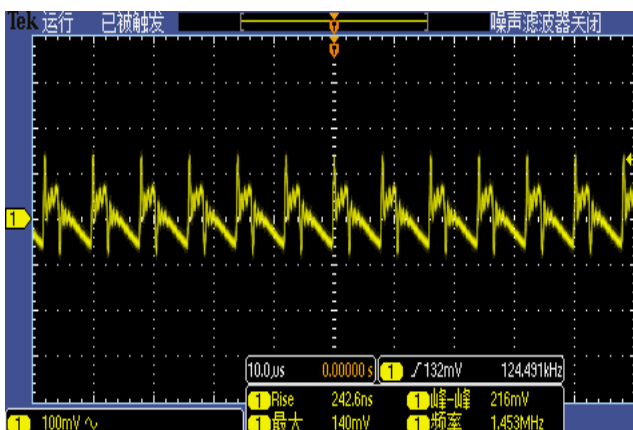 Tek 运行 已被触发 噪声滤波器关闭
T
T
1
10.0µs 0.00000 s 1 132mV 124.491kHz
1 Rise 242.6ns 1 峰-峰 216mV
1 100mV 1 最大 140mV 1 频率 1.453MHz